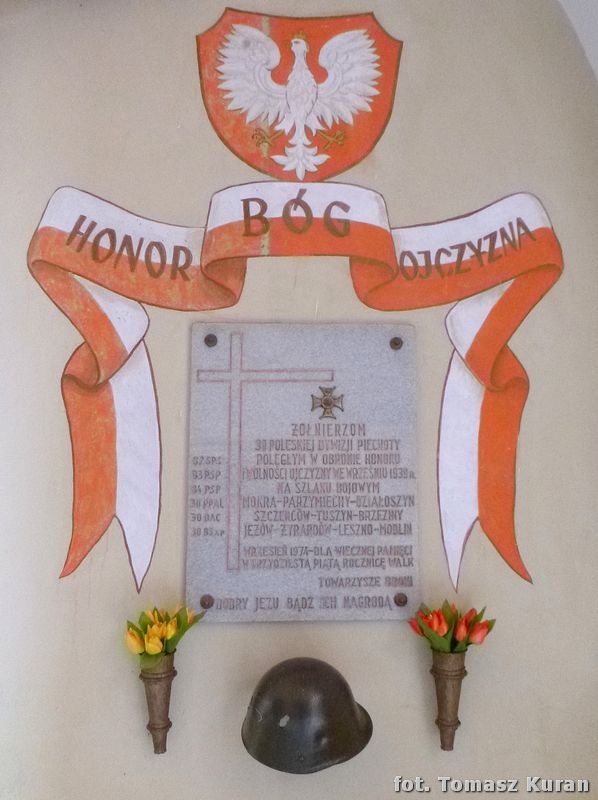 HONOR BÓG OJCZYZNA
ŻOŁNIERZOM
30 POLESKIEJ DYWIZJI PIECHOTY
POLEGŁYM W OBRONIE HONORU
I WOLNOŚCI OJCZYZNY WE WRZEŚNIU 1939 R.
NA SZLAKU BOJOWYM
MOKRA-PARZYMIECHY-DZIAŁOSZYN
SZCZERCÓW-TUSZYN-BRZEZINY
JEŻÓW-ŻYRARDÓW-LESZNO-MODLIN
82 PSP
83 PSP
84 PSP
30 PPAL
30 DAC
WRZESIEŃ 1974-DLA WIECZNEJ PAMIĘCI
W TRZYDZIESTĄ PIĄTĄ ROCZNICĘ WALK
TOWARZYSZE BRONI
DOBRY JEZU BĄDŹ ICH NAGRODĄ
fot. Tomasz Kuran